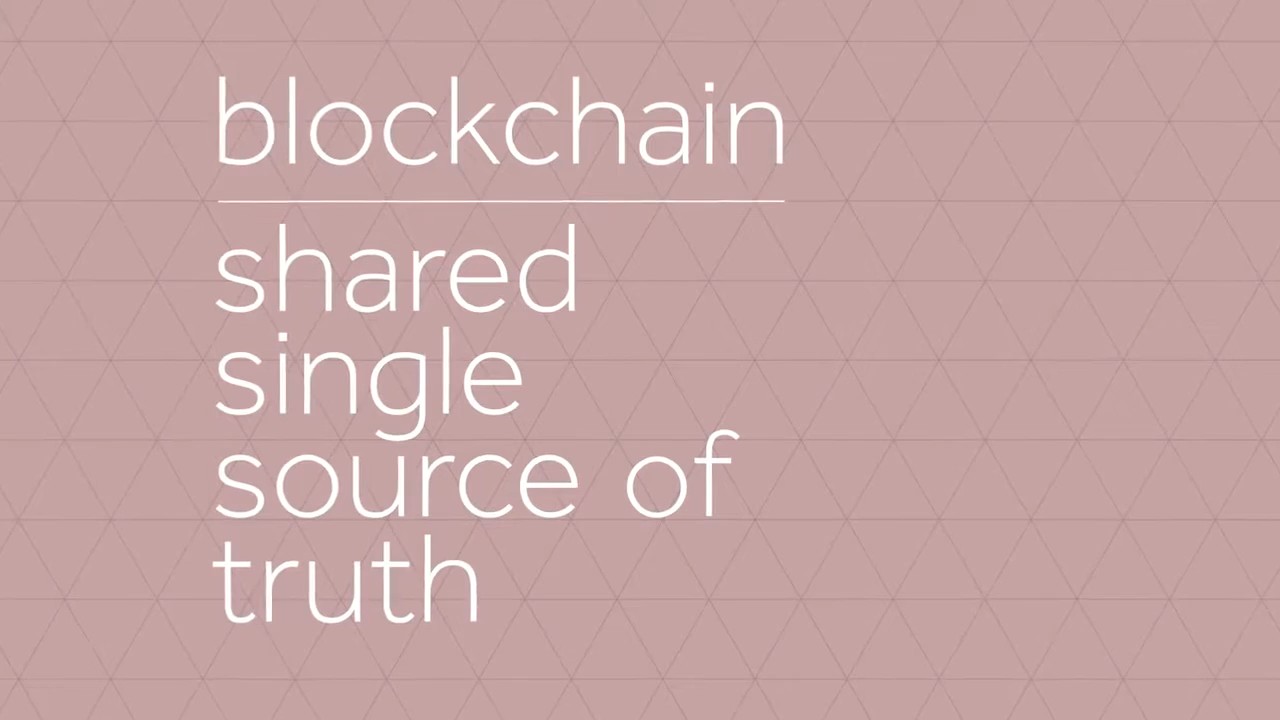 blockchain
shared
single
source of
truth